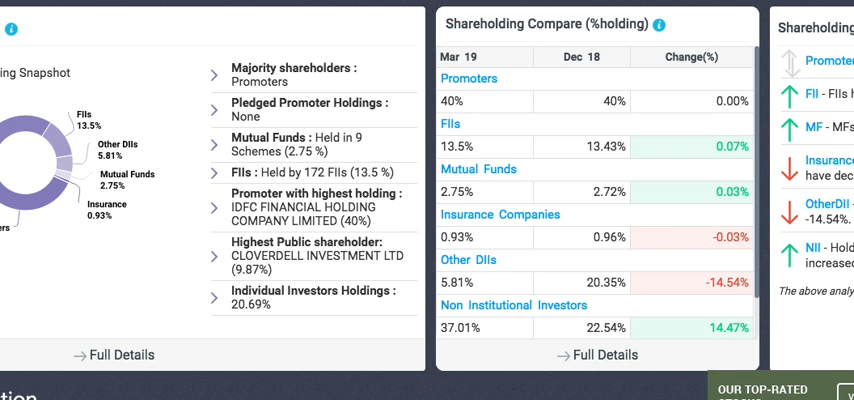 ing Snapshot
FIIs
13.5%
Other DIIs
5.81%
Mutual Funds
2.75%
Insurance
0.93%
ers
Majority shareholders :
Promoters
Pledged Promoter Holdings :
None
Mutual Funds : Held in 9
Schemes (2.75 %)
FIIs : Held by 172 FIIs (13.5 %)
Promoter with highest holding :
IDFC FINANCIAL HOLDING
COMPANY LIMITED (40%)
Highest Public shareholder:
CLOVERDELL INVESTMENT LTD
(9.87%)
Individual Investors Holdings :
20.69%
Full Details
Shareholding Compare (%holding)
Mar 19 Dec 18 Change(%)
Promoters
40% 40% 0.00%
FIIs
13.5% 13.43% 0.07%
Mutual Funds
2.75% 2.72% 0.03%
Insurance Companies
0.93% 0.96% -0.03%
Other DIIs
5.81% 20.35% -14.54%
Non Institutional Investors
37.01% 22.54% 14.47%
Full Details
Shareholding
Promoter
FII - FIIs h
MF - MFs
Insurance
have dec
OtherDII -
-14.54%.
NII - Hold
increased
The above analy
tion
OUR TOP-RATED